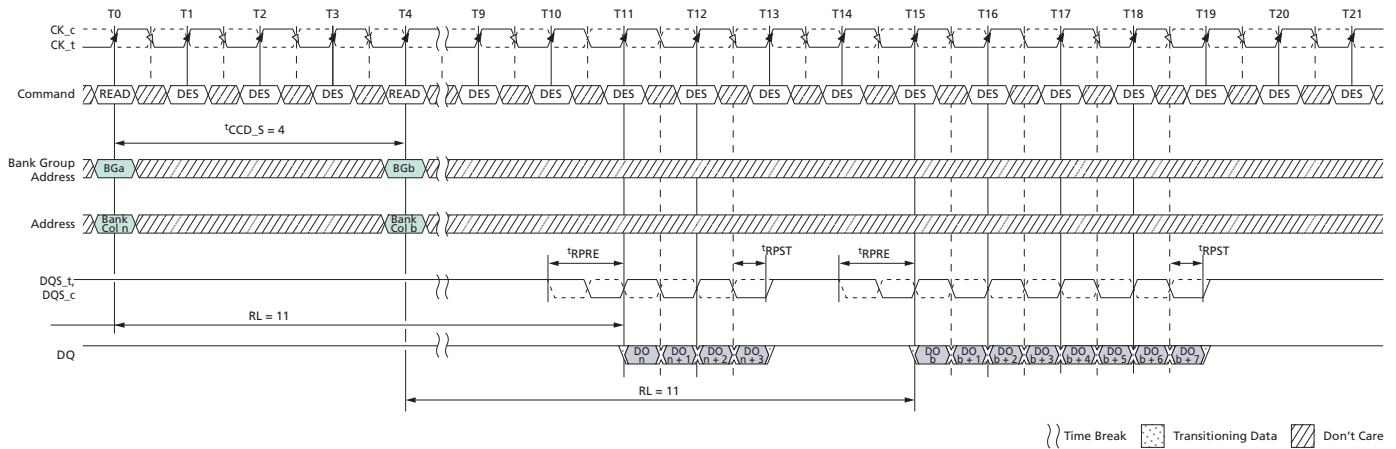 T0 T1 T2 T3 T4 T9 T10 T11 T12 T13 T14 T15 T16 T17 T18 T19 T20 T21
CK_c
CK_t
Command READ DES DES DES READ DES DES DES DES DES DES DES DES DES DES DES DES DES
tCCD_S = 4
Bank Group
Address
BGa BGb
Address
Bank
Col n
Bank
Col b
tRPRE tRPST tRPRE tRPST
DQS_t,
DQS_c
RL = 11
DQ
DO
n
DO
n + 1
DO
n + 2
DO
n + 3
DO
b
DO
b + 1
DO
b + 2
DO
b + 3
DO
b + 4
DO
b + 5
DO
b + 6
DO
b + 7
RL = 11
Time Break Transitioning Data Don't Care